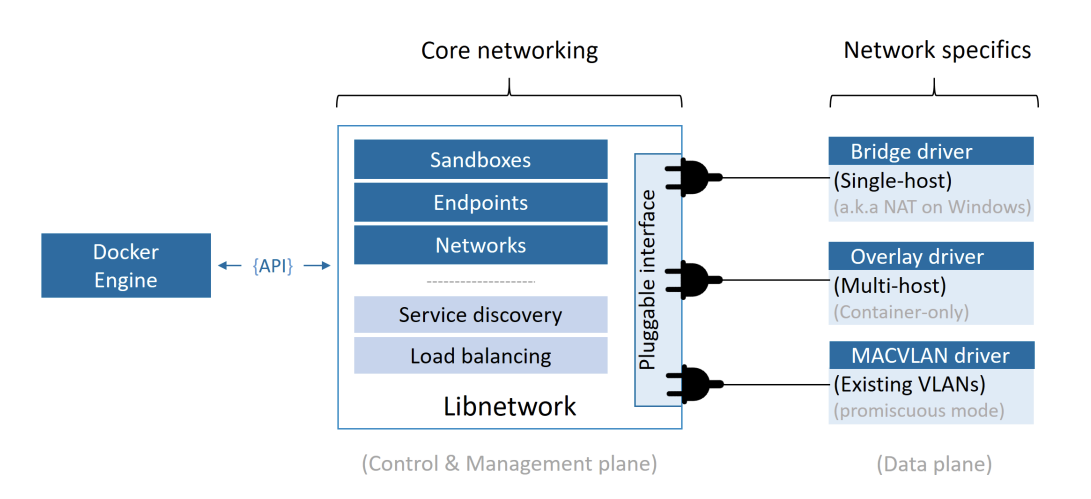 Core networking
Network specifics
Docker
Engine
{API}
Sandboxes
Endpoints
Networks
Service discovery
Load balancing
Libnetwork
Pluggable interface
Bridge driver
(Single-host)
(a.k.a NAT on Windows)
Overlay driver
(Multi-host)
(Container-only)
MACVLAN driver
(Existing VLANs)
(promiscuous mode)
(Control & Management plane)
(Data plane)